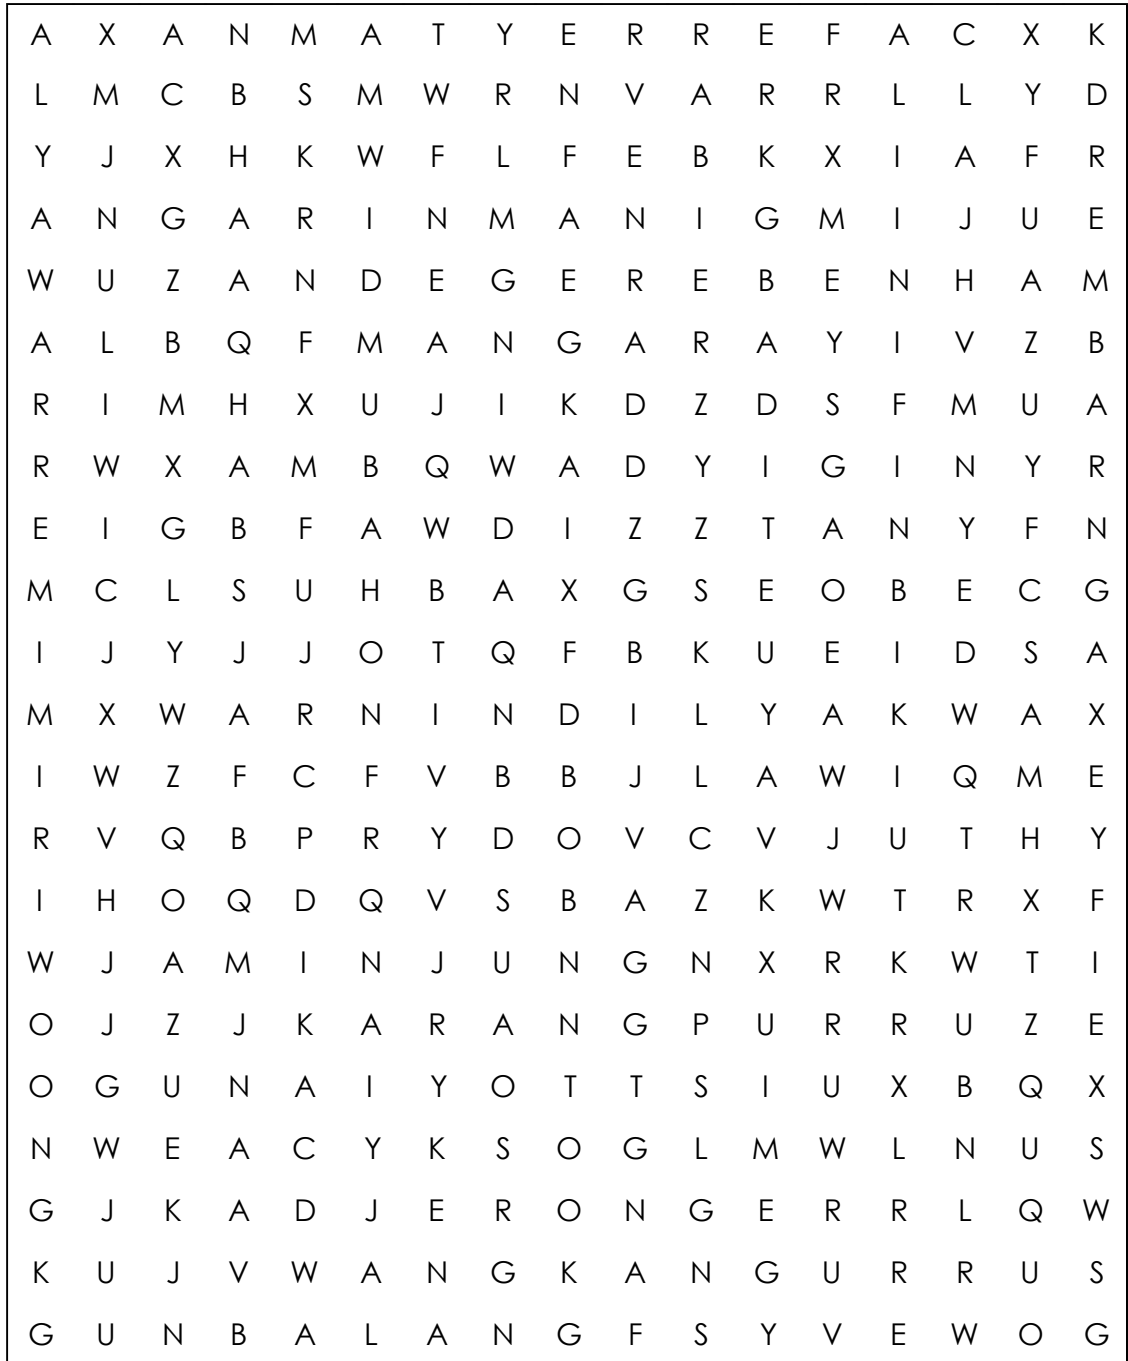 A X A N M A T Y E R R E F A C X K
L M C B S M W R N V A R R L L Y D
Y J X H K W F L F E B K X I A F R
A N G A R I N M A N I G M I J U E
W U Z A N D E G E R E B E N H A M
A L B Q F M A N G A R A Y I V Z B
R I M H X U J I K D Z D S F M U A
R W X A M B Q W A D Y I G I N Y R
E I G B F A W D I Z Z T A N Y F N
M C L S U H B A X G S E O B E C G
I J Y J J O T Q F B K U E I D S A
M X W A R N I N D I L Y A K W A X
I W Z F C F V B B J L A W I Q M E
R V Q B P R Y D O V C V J U T H Y
I H O Q D Q V S B A Z K W T R X F
W J A M I N J U N G N X R K W T I
O J Z J K A R A N G P U R R U Z E
O G U N A I Y O T T S I U X B Q X
N W E A C Y K S O G L M W L N U S
G J K A D J E R O N G E R R L Q W
K U J V W A N G K A N G U R R U S
G U N B A L A N G F S Y V E W O G